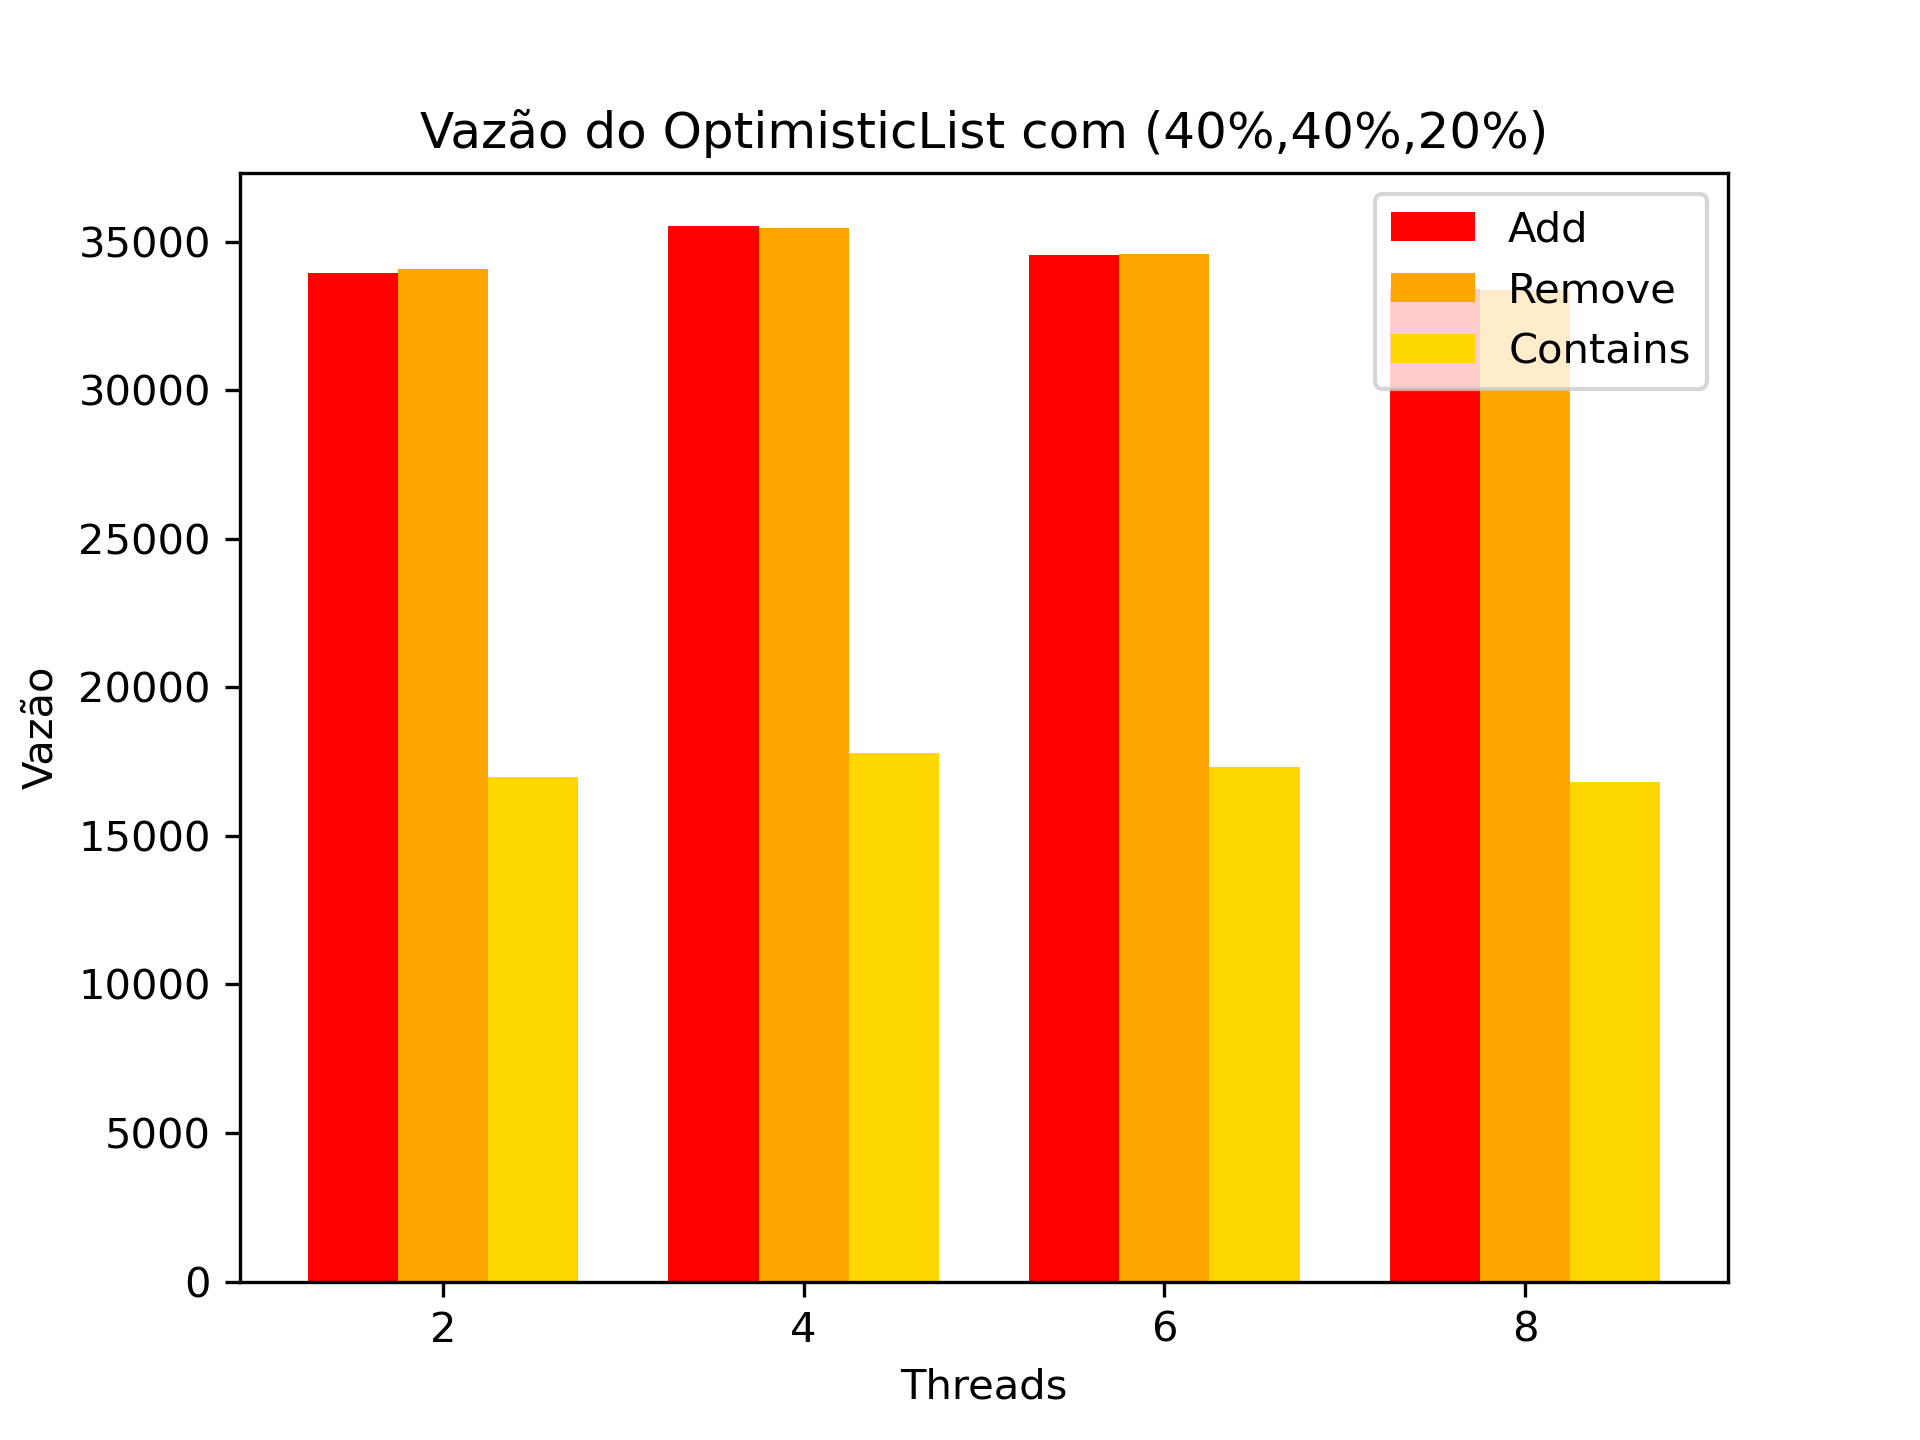 Vazão do OptimisticList com (40%,40%,20%)
Add
Remove
Contains
35000
30000
25000
20000
15000
10000
5000
0
Vazão
2 4 6 8
Threads